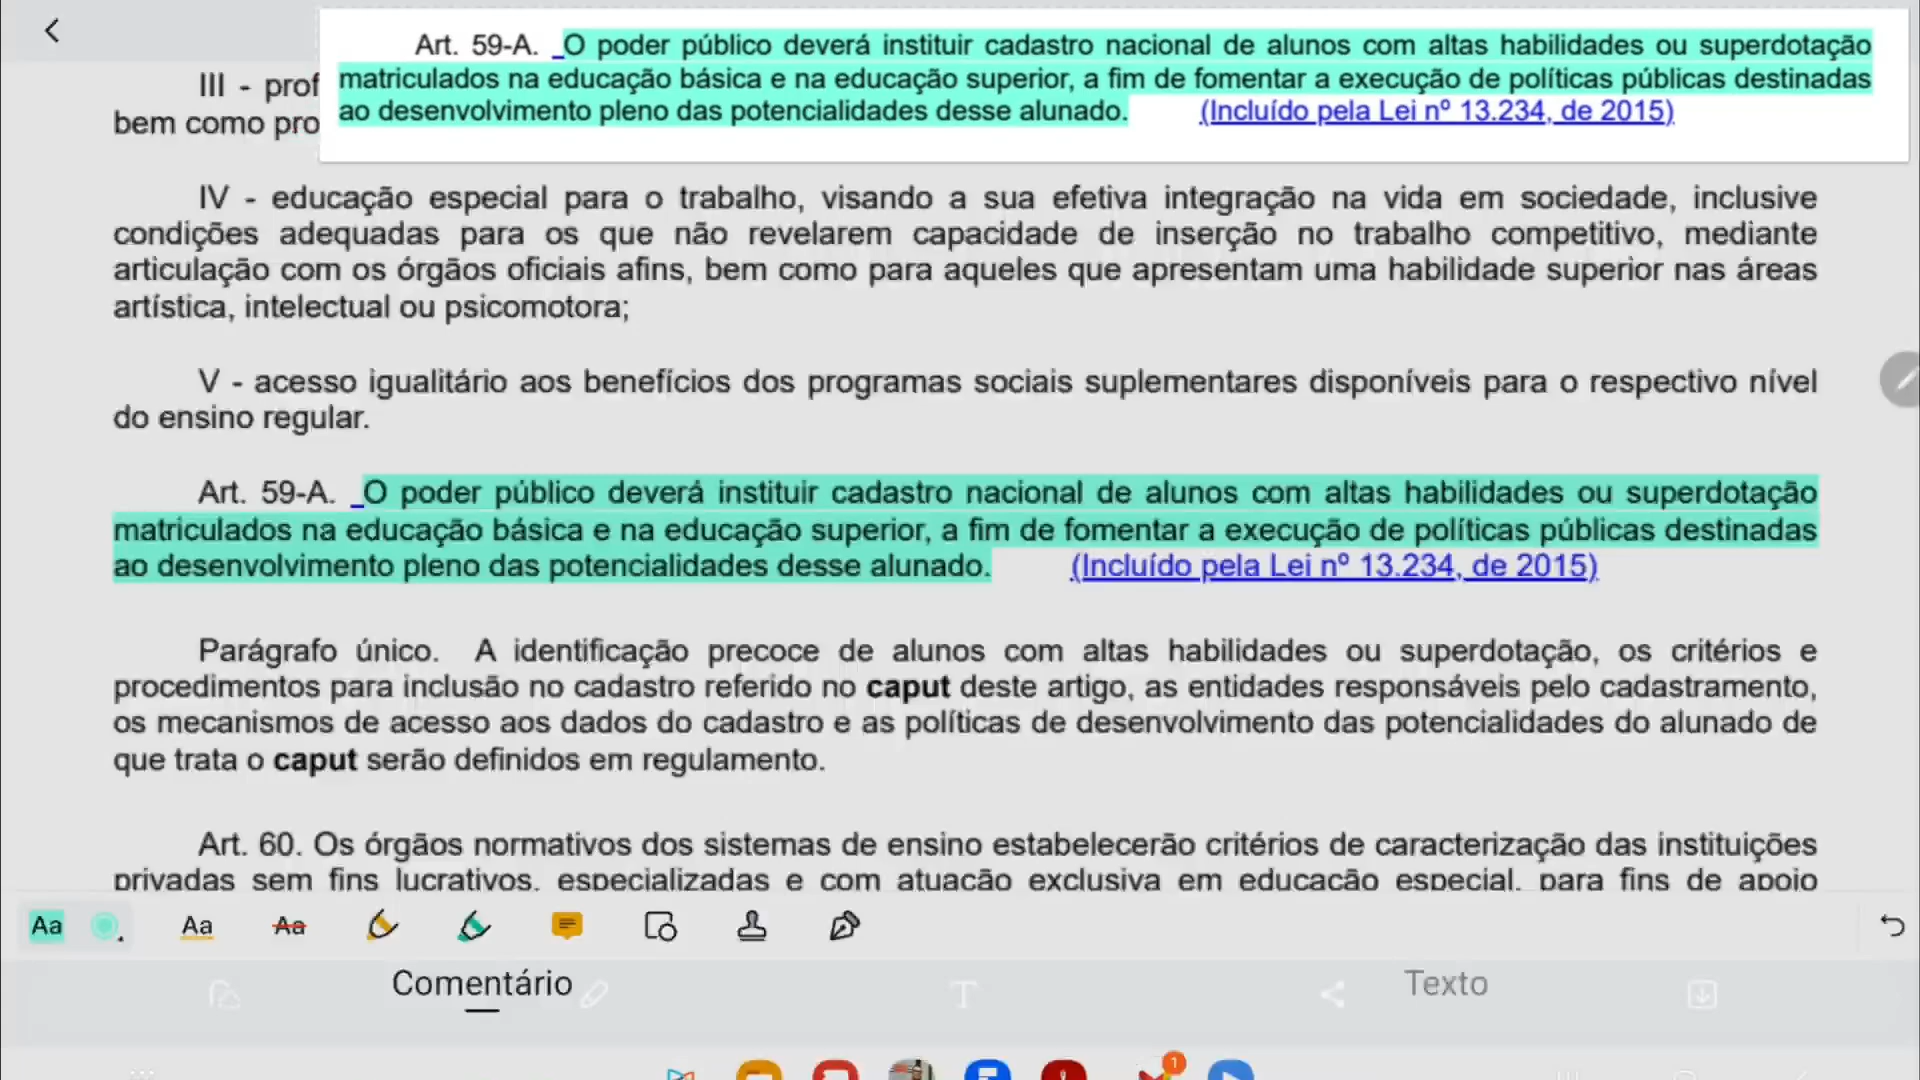 Art. 59-A. O poder público deverá instituir cadastro nacional de alunos com altas habilidades ou superdotação
matriculados na educação básica e na educação superior, a fim de fomentar a execução de políticas públicas destinadas
ao desenvolvimento pleno das potencialidades desse alunado. (Incluído pela Lei nº 13.234, de 2015)
III - prof
bem como pro
IV - educação especial para o trabalho, visando a sua efetiva integração na vida em sociedade, inclusive
condições adequadas para os que não revelarem capacidade de inserção no trabalho competitivo, mediante
articulação com os órgãos oficiais afins, bem como para aqueles que apresentam uma habilidade superior nas áreas
artística, intelectual ou psicomotora;
V - acesso igualitário aos benefícios dos programas sociais suplementares disponíveis para o respectivo nível
do ensino regular.
Art. 59-A. O poder público deverá instituir cadastro nacional de alunos com altas habilidades ou superdotação
matriculados na educação básica e na educação superior, a fim de fomentar a execução de políticas públicas destinadas
ao desenvolvimento pleno das potencialidades desse alunado. (Incluído pela Lei nº 13.234, de 2015)
Parágrafo único. A identificação precoce de alunos com altas habilidades ou superdotação, os critérios e
procedimentos para inclusão no cadastro referido no caput deste artigo, as entidades responsáveis pelo cadastramento,
os mecanismos de acesso aos dados do cadastro e as políticas de desenvolvimento das potencialidades do alunado de
que trata o caput serão definidos em regulamento.
Art. 60. Os órgãos normativos dos sistemas de ensino estabelecerão critérios de caracterização das instituições
privadas sem fins lucrativos, especializadas e com atuação exclusiva em educação especial, para fins de apoio
Aa Aa Aa
Comentário T Texto
1